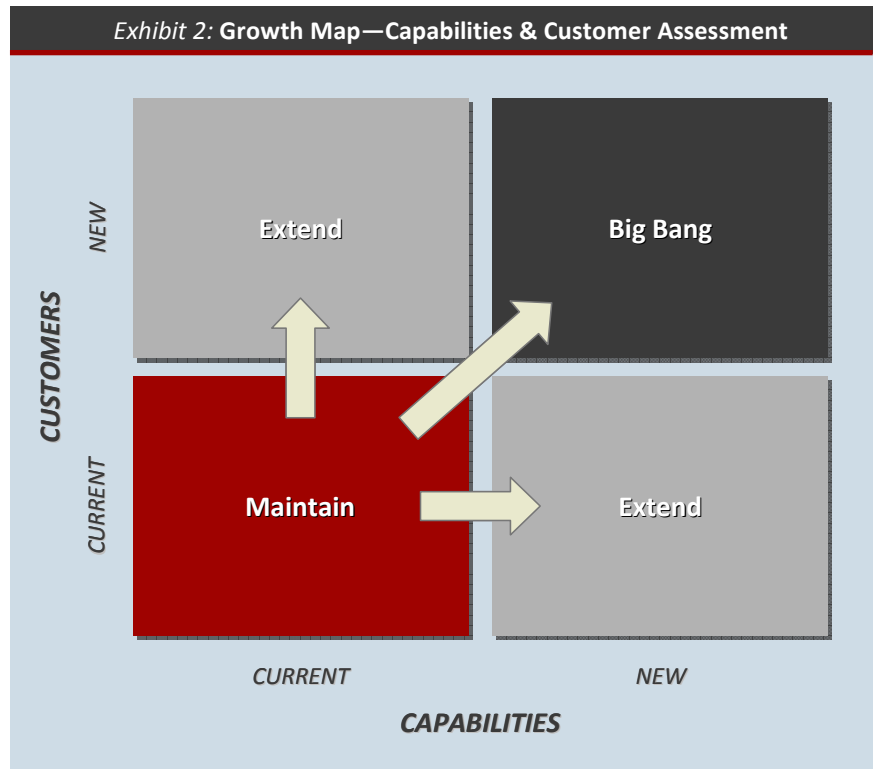 Exhibit 2: Growth Map—Capabilities & Customer Assessment
CUSTOMERS
NEW
Extend
Big Bang
CURRENT
Maintain
Extend
CURRENT
NEW
CAPABILITIES